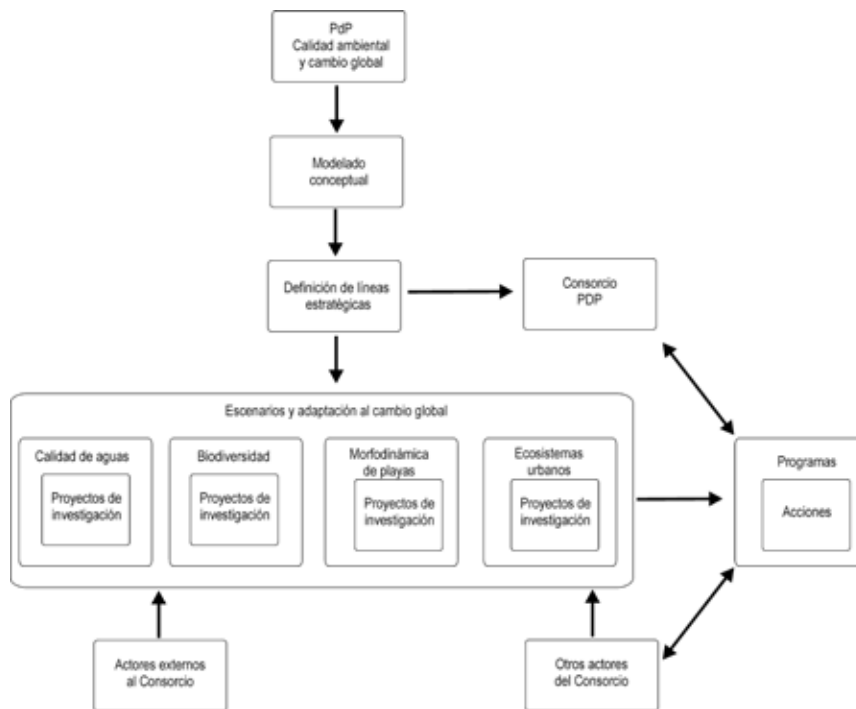 PdP
Calidad ambiental
y cambio global
Modelado
conceptual
Definición de líneas
estratégicas
Consorcio
PDP
Escenarios y adaptación al cambio global
Calidad de aguas
Proyectos de
investigación
Biodiversidad
Proyectos de
investigación
Morfodinámica
de playas
Proyectos de
investigación
Ecosistemas
urbanos
Proyectos de
investigación
Programas
Acciones
Actores externos
al Consorcio
Otros actores
del Consorcio